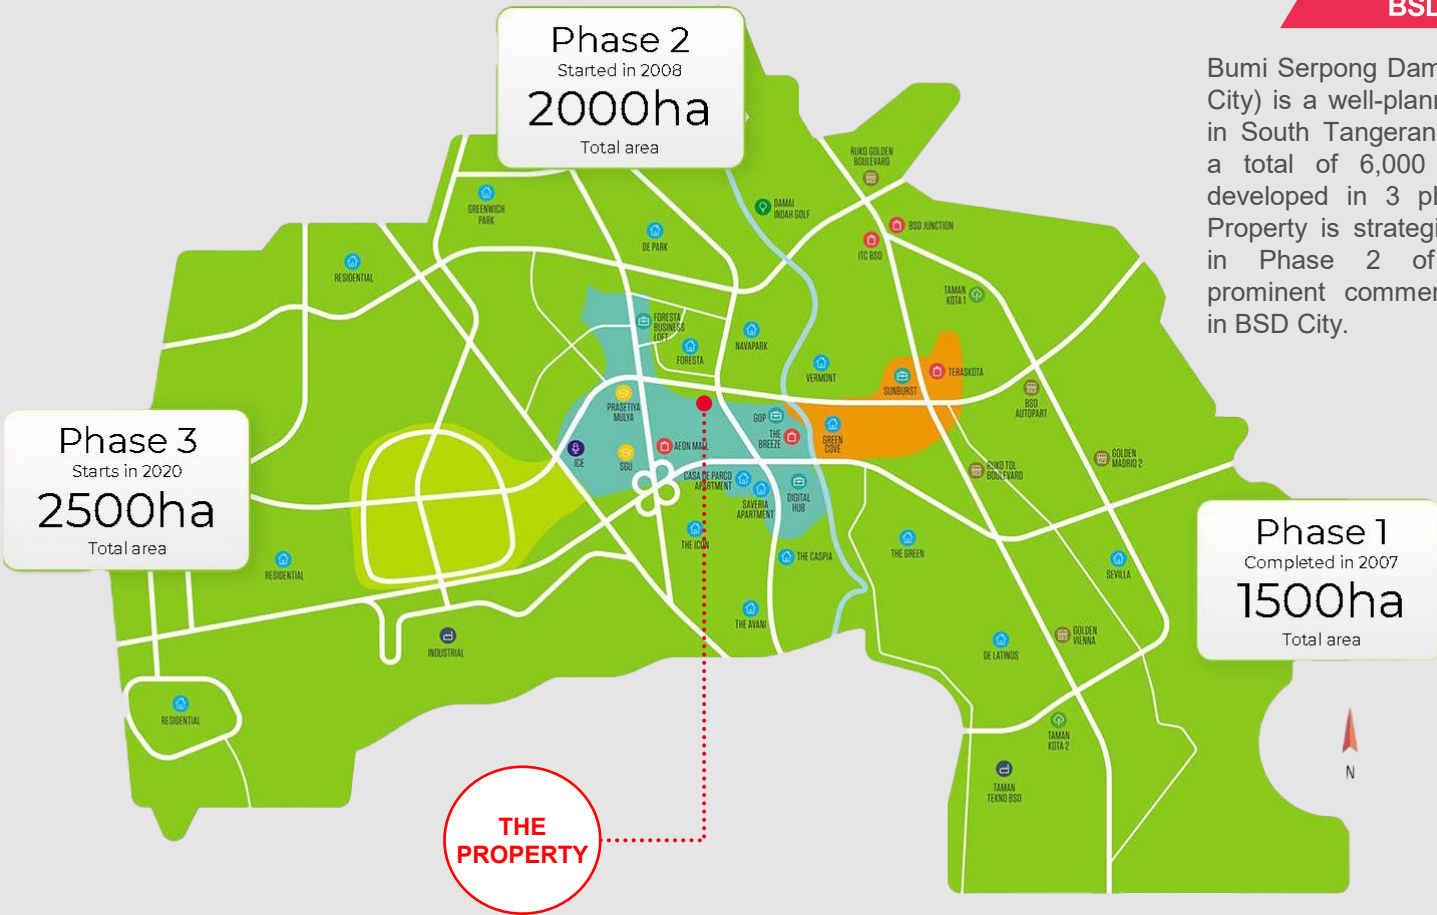 BSD
Bumi Serpong Dam
City) is a well-plann
in South Tangeran
a total of 6,000
developed in 3 ph
Property is strategi
in Phase 2 of
prominent commer
in BSD City.
Phase 2
Started in 2008
2000ha
Total area
RUKO GOLDEN
BOULEVARD
GREENWICH
PARK
DAMAI
INDAH GOLF
DE PARK
BSD JUNCTION
ITC BSD
RESIDENTIAL
TAMAN
KOTA 1
FORESTA
BUSINESS
LOFT
FORESTA
NAVAPARK
VERMONT
SUNBURST
TERASKOTA
PRASETIYA
MULYA
BSD
AUTOPART
GOP
THE
BREEZE
GREEN
COVE
Phase 3
Starts in 2020
2500ha
Total area
ICE
SGU
AEON MALL
CASA DE PARCO
APARTMENT
SAVERIA
APARTMENT
DIGITAL
HUB
RUKO TOL
BOULEVARD
GOLDEN
MADRID 2
Phase 1
Completed in 2007
1500ha
Total area
THE ICON
THE CASPIA
THE GREEN
SEVILLA
RESIDENTIAL
THE AVANI
INDUSTRIAL
DE LATINOS
GOLDEN
VIENNA
RESIDENTIAL
TAMAN
KOTA 2
TAMAN
TEKNO BSD
N
THE
PROPERTY